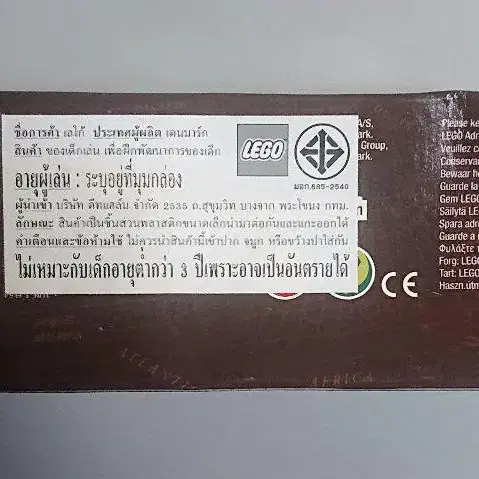 ชื่อการค้า เลโก้ ประเทศผู้ผลิต เดนมาร์ก
สินค้า ของเด็กเล่น เพื่อฝึกพัฒนาการของเด็ก
อายุผู้เล่น : ระบุอยู่ที่มุมกล่อง
ผู้นำเข้า บริษัท ดีทแฮล์ม จำกัด 2535 ถ.สุขุมวิท บางจาก พระโขนง กทม.
ลักษณะ สินค้าเป็นชิ้นส่วนพลาสติกขนาดเล็กนำมาต่อกันและแกะออกได้
คำเตือนและข้อห้ามใช้ ไม่ควรนำสินค้านี้เข้าปาก จมูก หรือขว้างปาใส่กัน
ไม่เหมาะกับเด็กอายุต่ำกว่า 3 ปีเพราะอาจเป็นอันตรายได้
LEGO
มอก.685-2540
A/S,
ark.
Group,
ark.
CE
Please ke
LEGO Adr
Veuillez c
Conservar
Bewaar he
Guarde la
Gem LEG
Säilytä LE
Spara adre
Guarde a
Φυλάξτε τ
Forg: LEG
Tart: LEGO
Haszn.útm
AFRICA